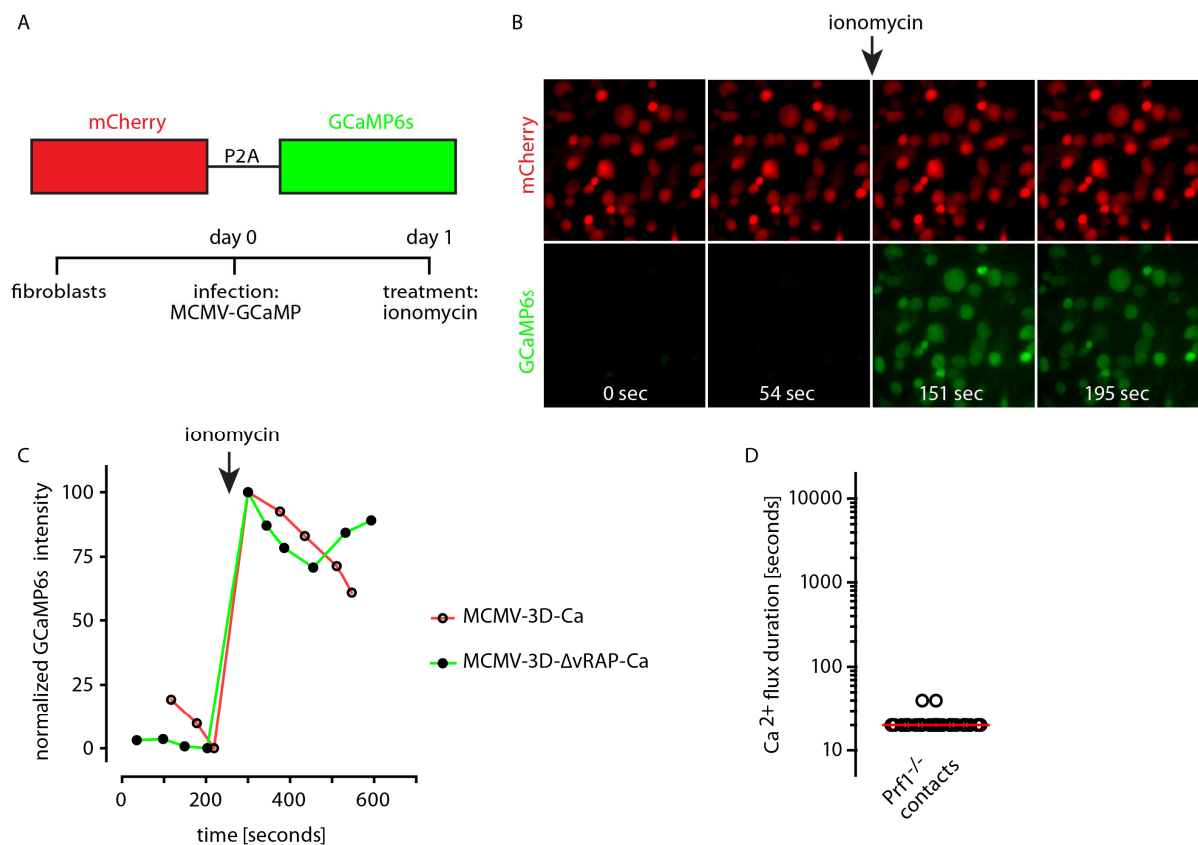 A
mCherry
P2A
GCaMP6s
day 0
day 1
fibroblasts
infection:
MCMV-GCaMP
treatment:
ionomycin
B
ionomycin
mCherry
GCaMP6s
0 sec
54 sec
151 sec
195 sec
C
ionomycin
normalized GCaMP6s intensity
100
75
50
25
0
0
200
400
600
time [seconds]
MCMV-3D-Ca
MCMV-3D-ΔvRAP-Ca
D
Ca 2+ flux duration [seconds]
10000
1000
100
10
Prf1-/-
contacts